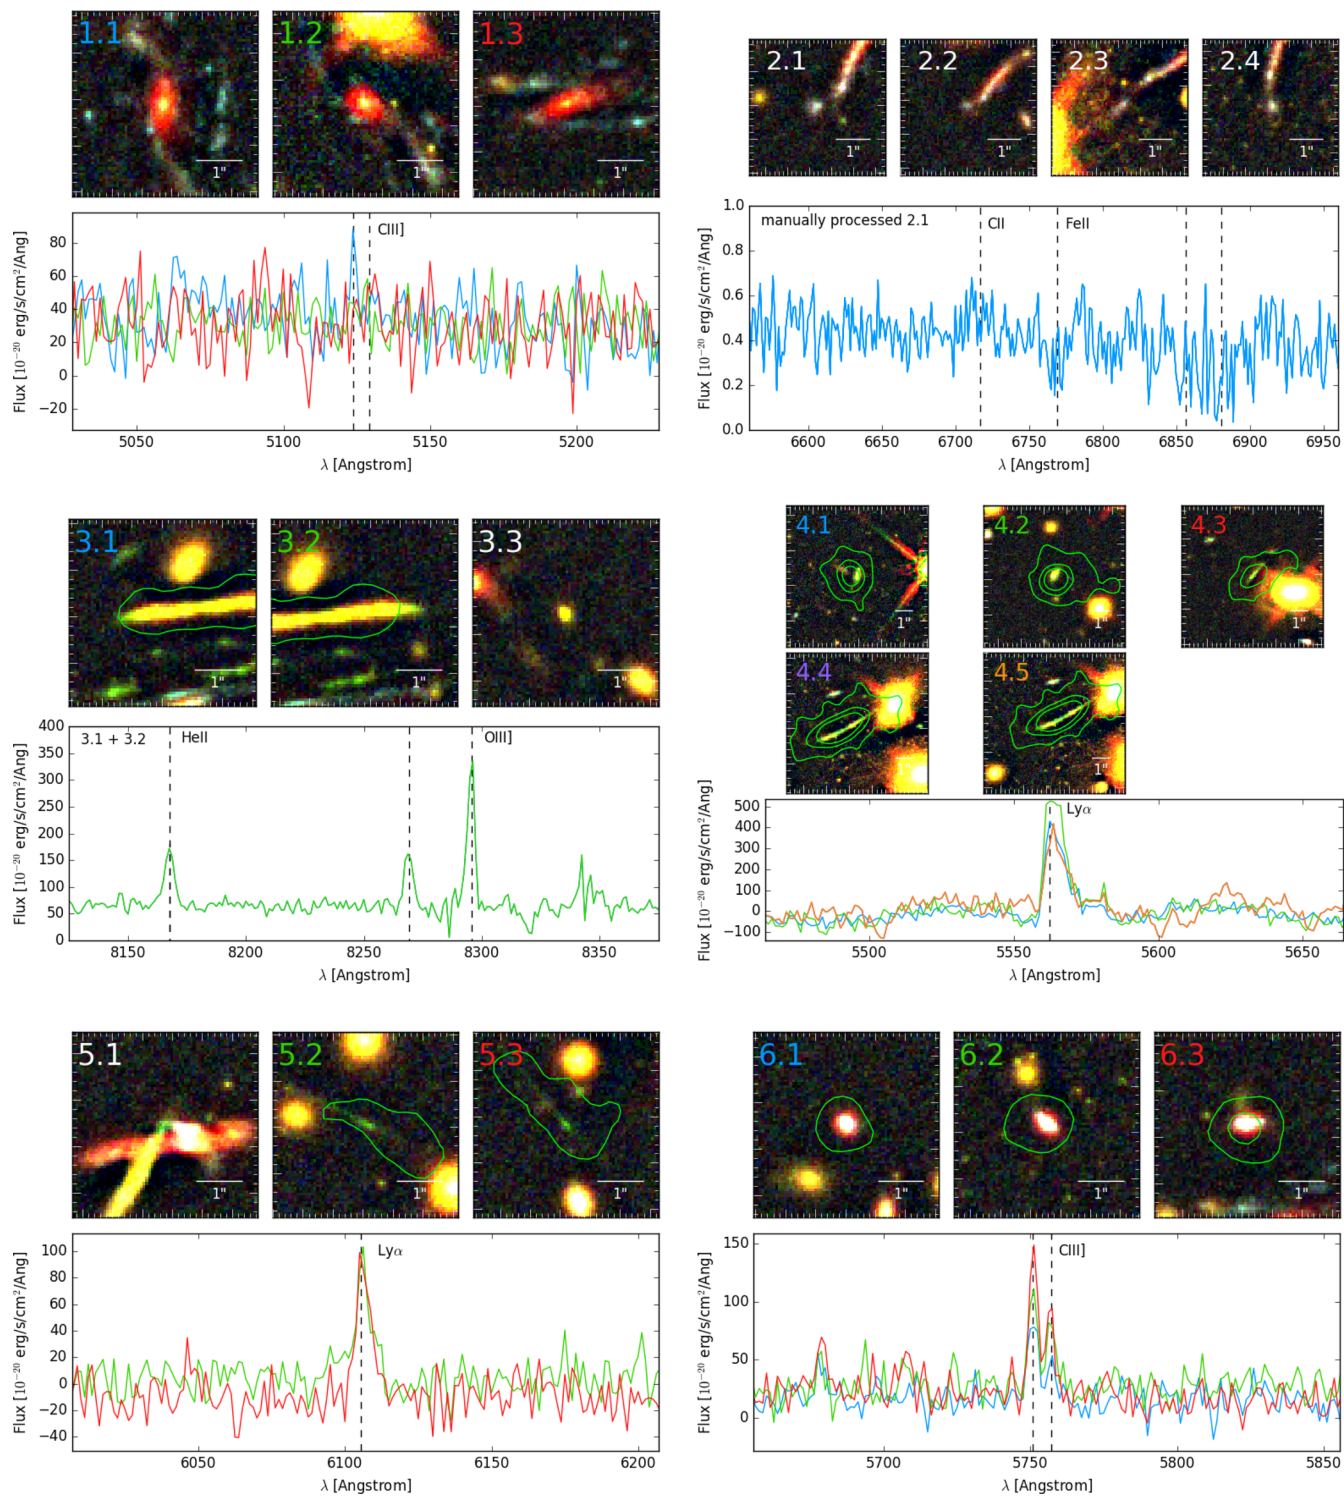 1.1 1.2 1.3
1" 1" 1"
CIII]
80
60
40
20
0
−20
Flux [10⁻²⁰ erg/s/cm²/Ang]
5050 5100 5150 5200
λ [Angstrom]
2.1 2.2 2.3 2.4
1" 1" 1" 1"
manually processed 2.1 CII FeII
1.0
0.8
0.6
0.4
0.2
0.0
Flux [10⁻²⁰ erg/s/cm²/Ang]
6600 6650 6700 6750 6800 6850 6900 6950
λ [Angstrom]
3.1 3.2 3.3
1" 1" 1"
3.1 + 3.2 HeII OIII]
400
350
300
250
200
150
100
50
0
Flux [10⁻²⁰ erg/s/cm²/Ang]
8150 8200 8250 8300 8350
λ [Angstrom]
4.1 4.2 4.3
1" 1" 1"
4.4 4.5
1" 1"
Lyα
500
400
300
200
100
0
−100
Flux [10⁻²⁰ erg/s/cm²/Ang]
5500 5550 5600 5650
λ [Angstrom]
5.1 5.2 5.3
1" 1" 1"
Lyα
100
80
60
40
20
0
−20
−40
Flux [10⁻²⁰ erg/s/cm²/Ang]
6050 6100 6150 6200
λ [Angstrom]
6.1 6.2 6.3
1" 1" 1"
CIII]
150
100
50
0
Flux [10⁻²⁰ erg/s/cm²/Ang]
5700 5750 5800 5850
λ [Angstrom]